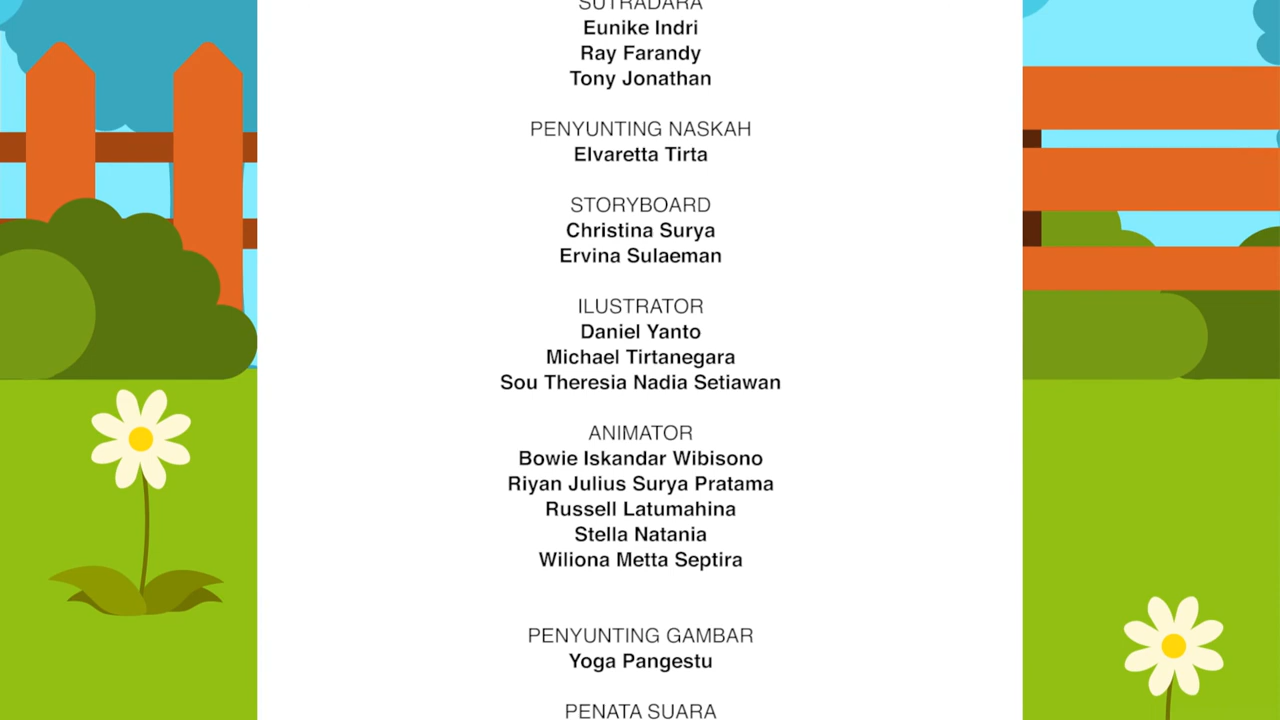 SUTRADARA
Eunike Indri
Ray Farandy
Tony Jonathan
PENYUNTING NASKAH
Elvaretta Tirta
STORYBOARD
Christina Surya
Ervina Sulaeman
ILUSTRATOR
Daniel Yanto
Michael Tirtanegara
Sou Theresia Nadia Setiawan
ANIMATOR
Bowie Iskandar Wibisono
Riyan Julius Surya Pratama
Russell Latumahina
Stella Natania
Wiliona Metta Septira
PENYUNTING GAMBAR
Yoga Pangestu
PENATA SUARA